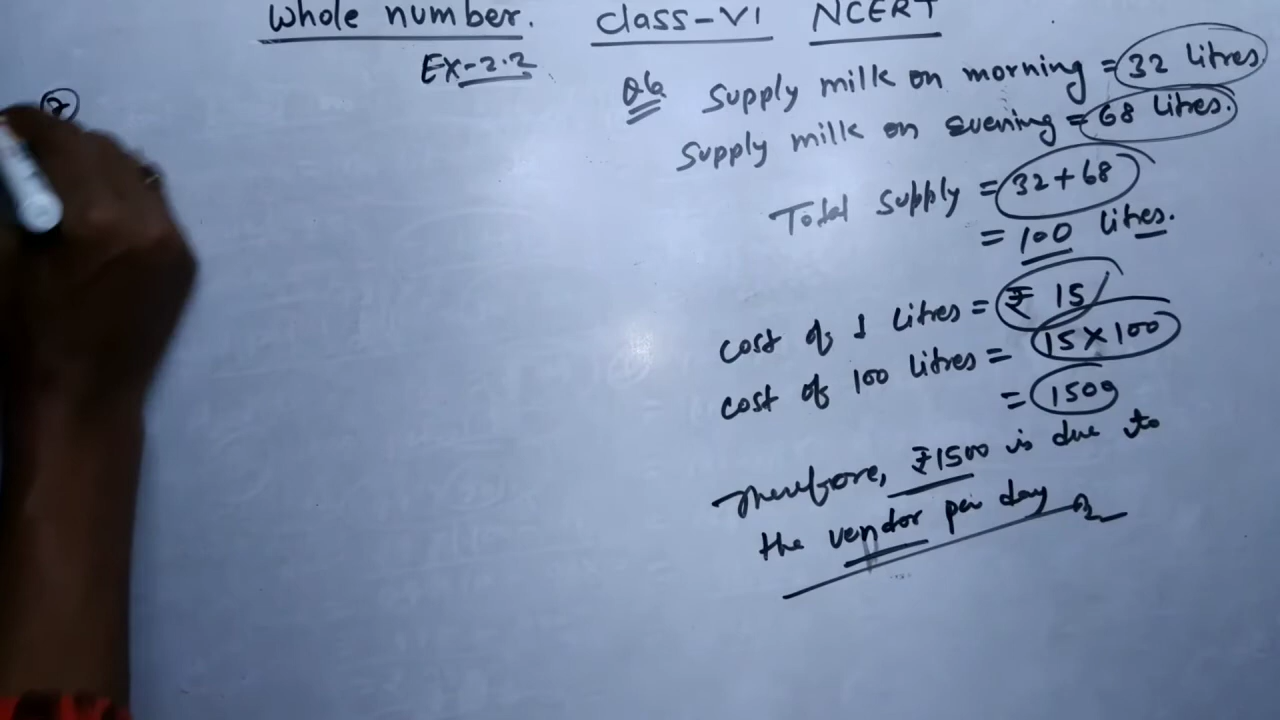 Whole number. Class-VI NCERT
Ex-2.2
Q6 Supply milk on morning = 32 litres.
Supply milk on evening = 68 litres.
Total supply = 32+68
= 100 litres.
cost of 1 litres = ₹ 15
cost of 100 litres = 15×100
= 1500
Therefore, ₹1500 is due to
the vendor per day